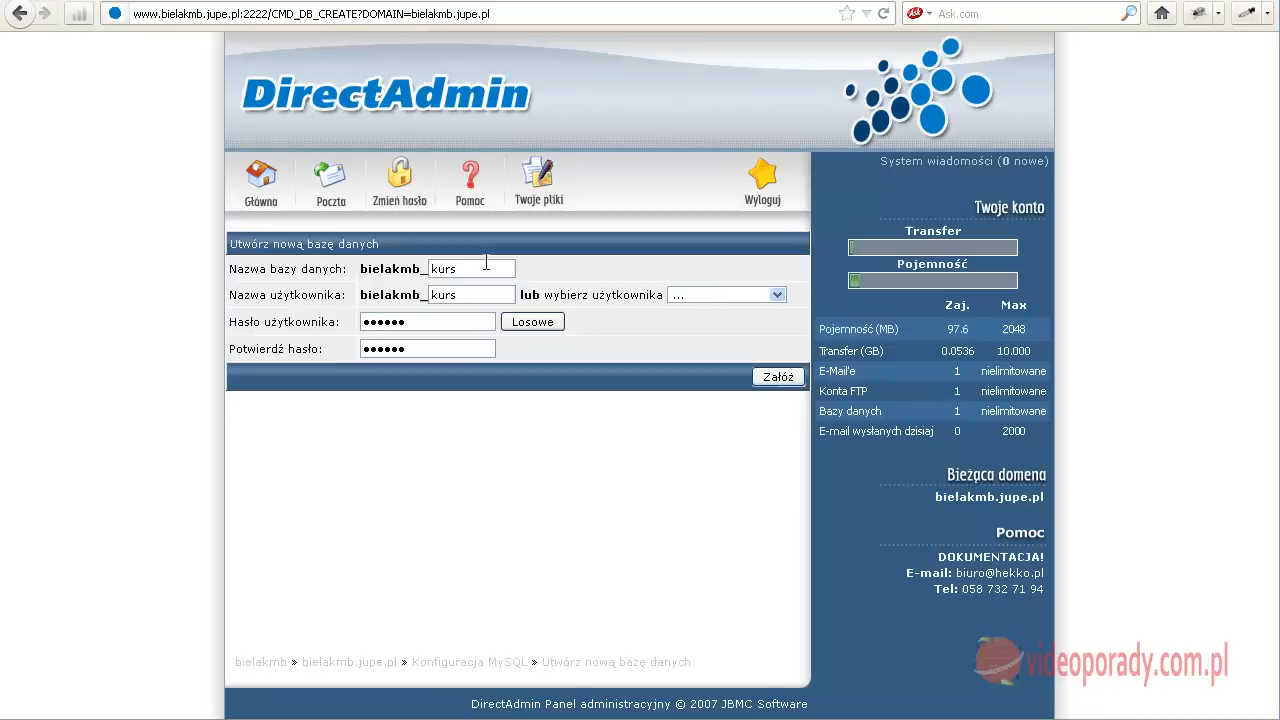 www.bielakmb.jupe.pl:2222/CMD_DB_CREATE?DOMAIN=bielakmb.jupe.pl
Ask
Ask.com
DirectAdmin
Główna
Poczta
Zmień hasło
Pomoc
Twoje pliki
Wyloguj
System wiadomości (0 nowe)
Utwórz nową bazę danych
Nazwa bazy danych: bielakmb_ kurs
Nazwa użytkownika: bielakmb_ kurs lub wybierz użytkownika ...
Hasło użytkownika: •••••• Losowe
Potwierdź hasło: ••••••
Załóż
Twoje konto
Transfer
Pojemność
Zaj. Max
Pojemność (MB) 97.6 2048
Transfer (GB) 0.0536 10.000
E-Mail'e 1 nielimitowane
Konta FTP 1 nielimitowane
Bazy danych 1 nielimitowane
E-mail wysłanych dzisiaj 0 2000
Bieżąca domena
bielakmb.jupe.pl
Pomoc
DOKUMENTACJA!
E-mail: biuro@hekko.pl
Tel: 058 732 71 94
bielakmb » bielakmb.jupe.pl » Konfiguracja MySQL » Utwórz nową bazę danych
videoporady.com.pl
DirectAdmin Panel administracyjny © 2007 JBMC Software